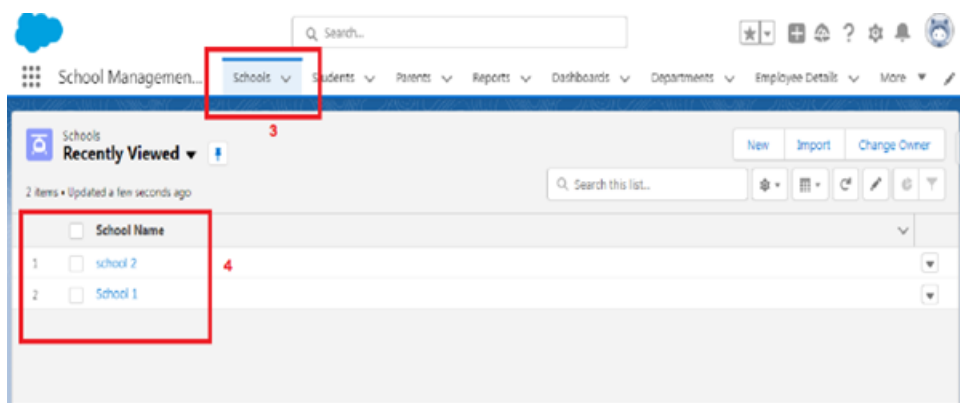 Search...
School Managemen... Schools Students Parents Reports Dashboards Departments Employee Details More
3
Schools
Recently Viewed
New Import Change Owner
2 items • Updated a few seconds ago
Search this list...
School Name
1 school 2
4
2 School 1